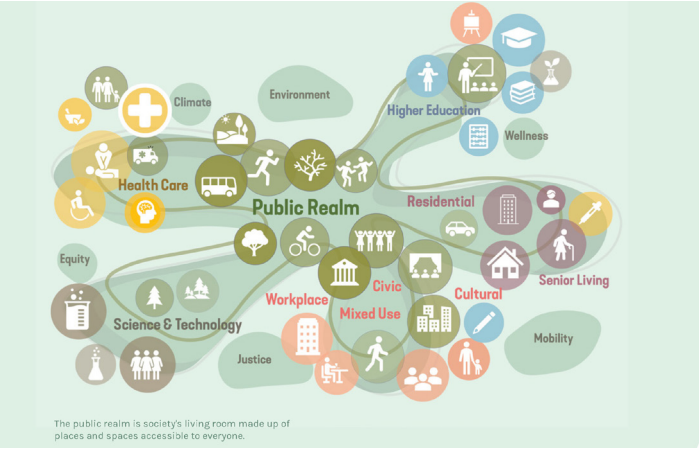 Climate
Environment
Higher Education
Wellness
Health Care
Public Realm
Residential
Equity
Senior Living
Workplace
Civic
Cultural
Mixed Use
Science & Technology
Mobility
Justice
The public realm is society's living room made up of
places and spaces accessible to everyone.